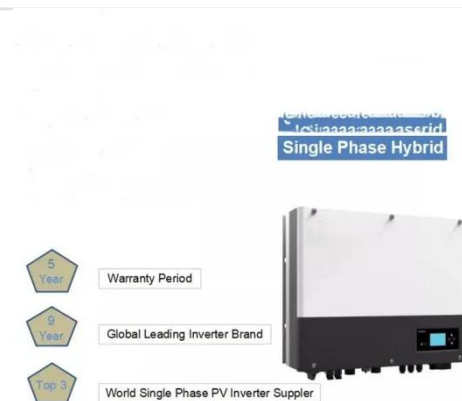 Single Phase Hybrid
5
Year
Warranty Period
9
Year
Global Leading Inverter Brand
Top 3
World Single Phase PV Inverter Suppler